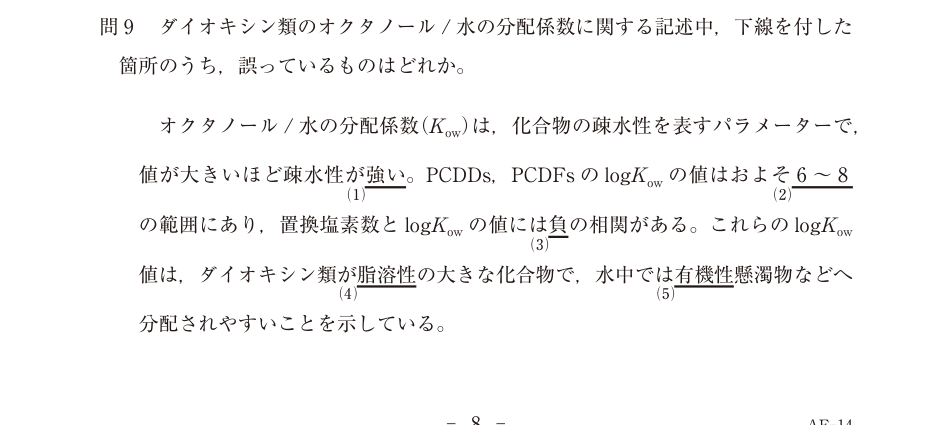 問9 ダイオキシン類のオクタノール/水の分配係数に関する記述中，下線を付した
箇所のうち，誤っているものはどれか。
オクタノール/水の分配係数(Kow)は，化合物の疎水性を表すパラメーターで，
値が大きいほど疎水性が強い。PCDDs，PCDFs の logKow の値はおよそ 6～8
(1) (2)
の範囲にあり，置換塩素数と logKow の値には負の相関がある。これらの logKow
(3)
値は，ダイオキシン類が脂溶性の大きな化合物で，水中では有機性懸濁物などへ
(4) (5)
分配されやすいことを示している。
- 8 -